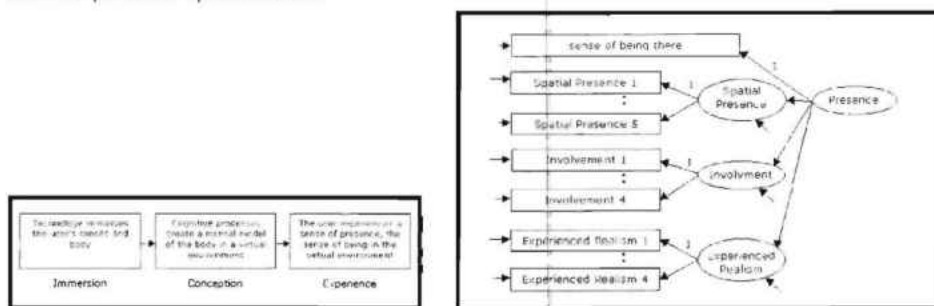 sense of being there
1
Spatial Presence 1
1
:
Spatial
Presence
Presence
Spatial Presence 5
Involvement 1
1
:
Involvment
Involvement 4
Experienced Realism 1
1
:
Experienced
Realism
Experienced Realism 4
Technology immerses
the user's and
body
Cognitive processes
create a mental model
of the body in a virtual
environment
The user experiences a
sense of presence, the
sense of being in the
virtual environment
Immersion
Conception
Experience